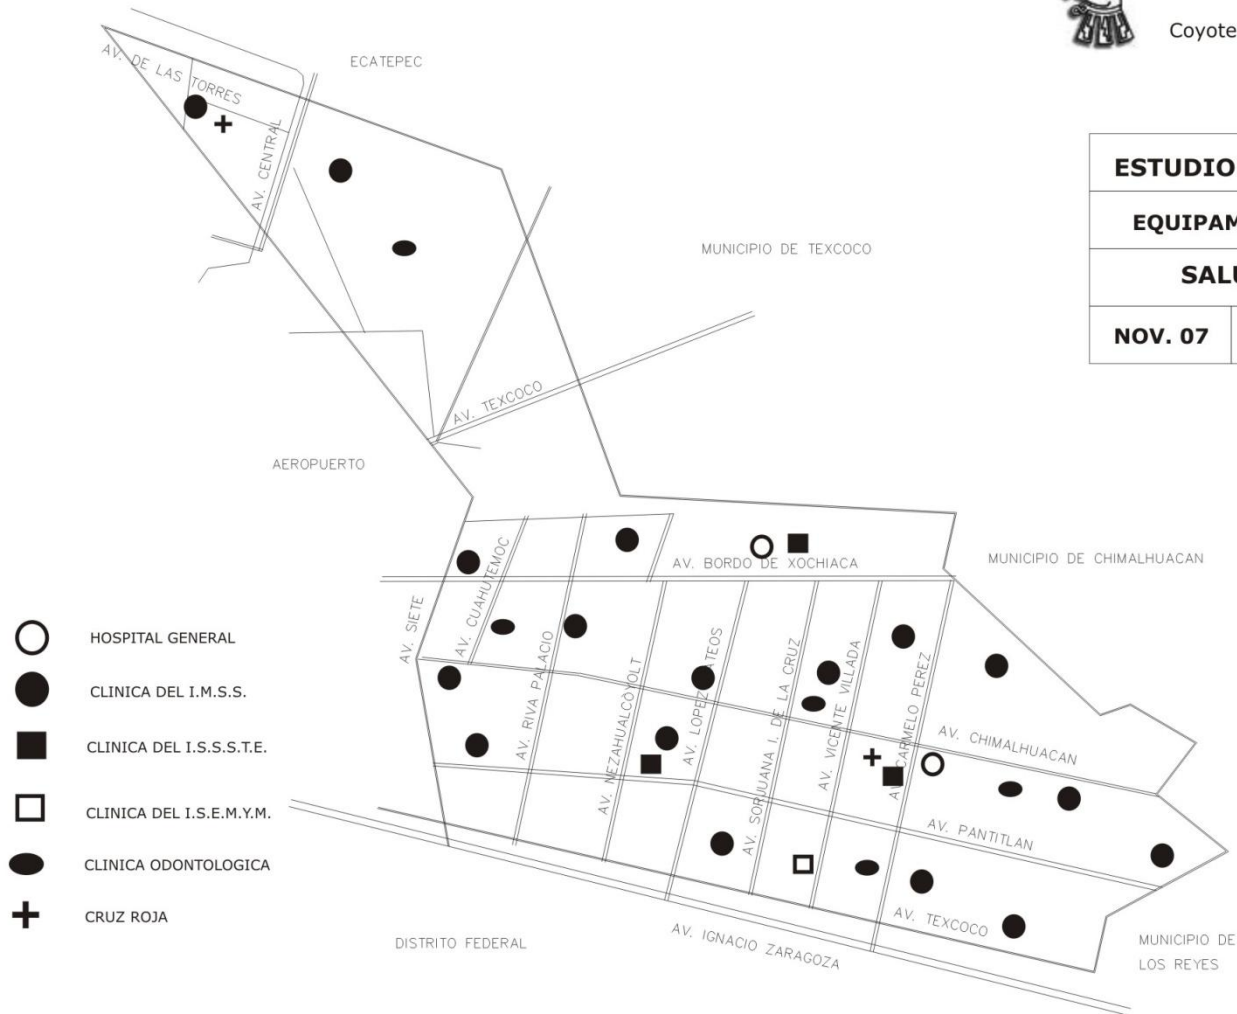 Coyote
ECATEPEC
AV. DE LAS TORRES
AV. CENTRAL
ESTUDIO
MUNICIPIO DE TEXCOCO
NOV. 07
AV. TEXCOCO
AEROPUERTO
AV. BORDO DE XOCHIACA
MUNICIPIO DE CHIMALHUACAN
AV. SIETE
AV. CUAHUTEMOC
AV. RIVA PALACIO
AV. NEZAHUALCOYOLT
AV. LOPEZ MATEOS
AV. SORJUANA I. DE LA CRUZ
AV. VICENTE VILLADA
AV. CARMELO PEREZ
AV. CHIMALHUACAN
AV. PANTITLAN
AV. TEXCOCO
AV. IGNACIO ZARAGOZA
DISTRITO FEDERAL
MUNICIPIO DE
LOS REYES
HOSPITAL GENERAL
CLINICA DEL I.M.S.S.
CLINICA DEL I.S.S.S.T.E.
CLINICA DEL I.S.E.M.Y.M.
CLINICA ODONTOLOGICA
CRUZ ROJA